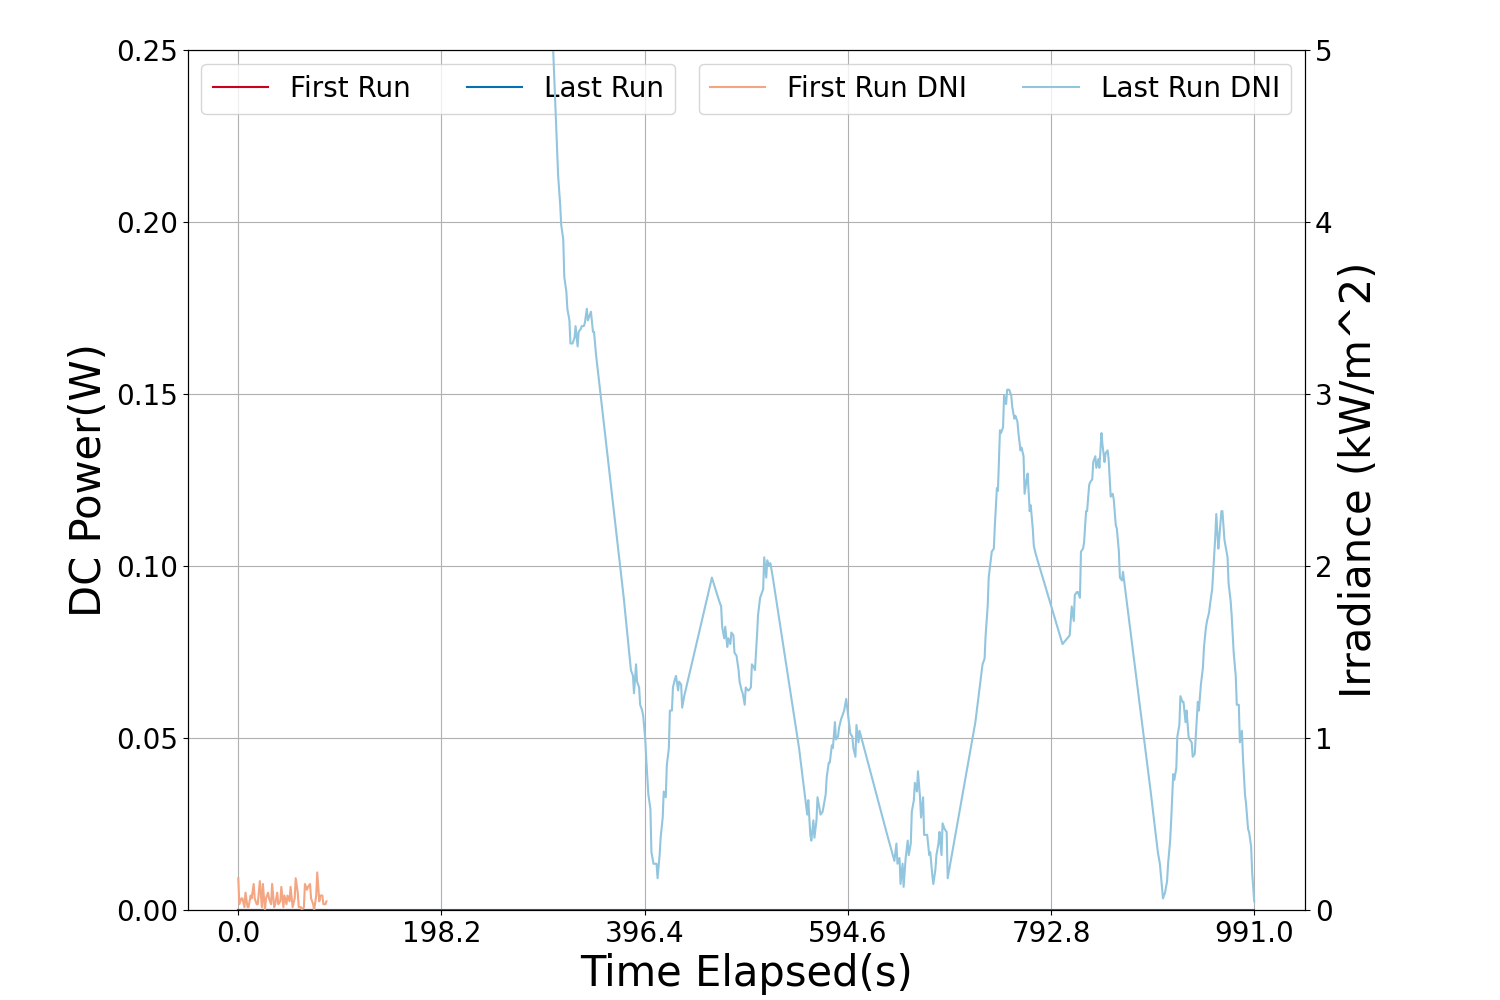 First Run
Last Run
First Run DNI
Last Run DNI
0.25
0.20
0.15
0.10
0.05
0.00
DC Power(W)
5
4
3
2
1
0
Irradiance (kW/m^2)
0.0
198.2
396.4
594.6
792.8
991.0
Time Elapsed(s)